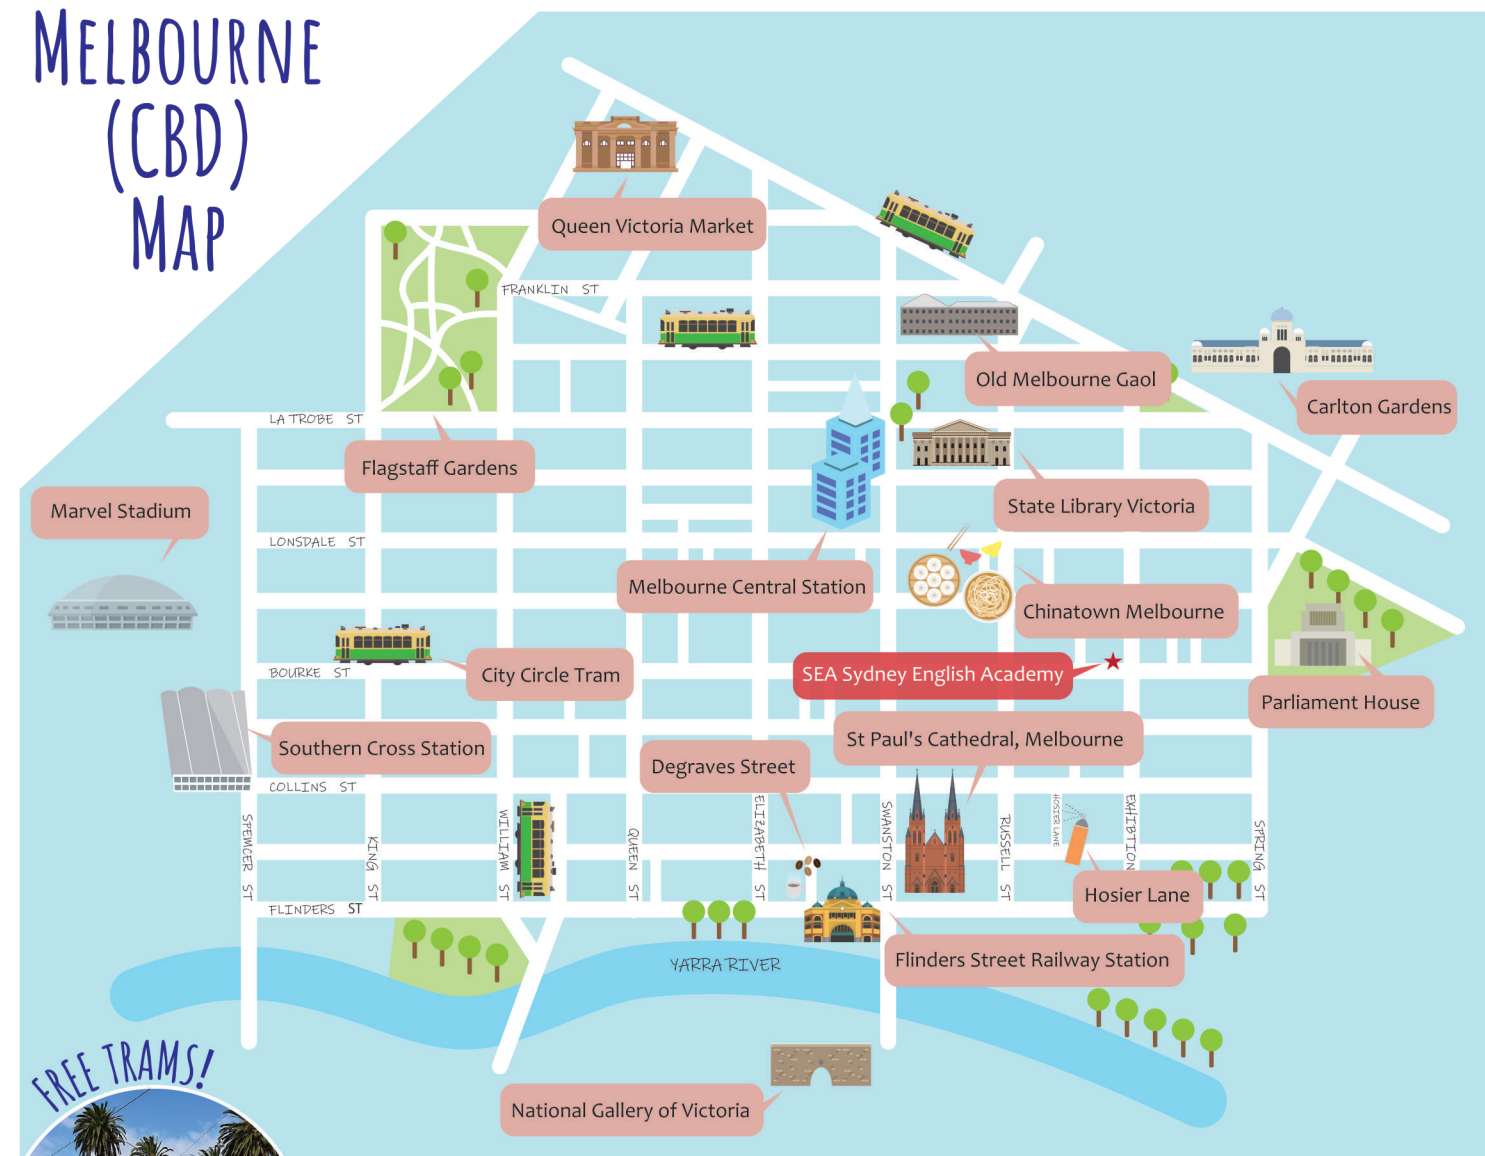 MELBOURNE
(CBD)
MAP
Queen Victoria Market
FRANKLIN ST
Old Melbourne Gaol
Carlton Gardens
LA TROBE ST
Flagstaff Gardens
State Library Victoria
Marvel Stadium
LONSDALE ST
Melbourne Central Station
Chinatown Melbourne
BOURKE ST
City Circle Tram
SEA Sydney English Academy
Parliament House
Southern Cross Station
St Paul's Cathedral, Melbourne
Degraves Street
COLLINS ST
SPEMCER ST
KING ST
WILLIAM ST
QUEEN ST
ELIZABETH ST
SWANSTON ST
RUSSELL ST
HOSIER LANE
EXHIBTION
SPRING ST
Hosier Lane
FLINDERS ST
Flinders Street Railway Station
YARRA RIVER
FREE TRAMS!
National Gallery of Victoria